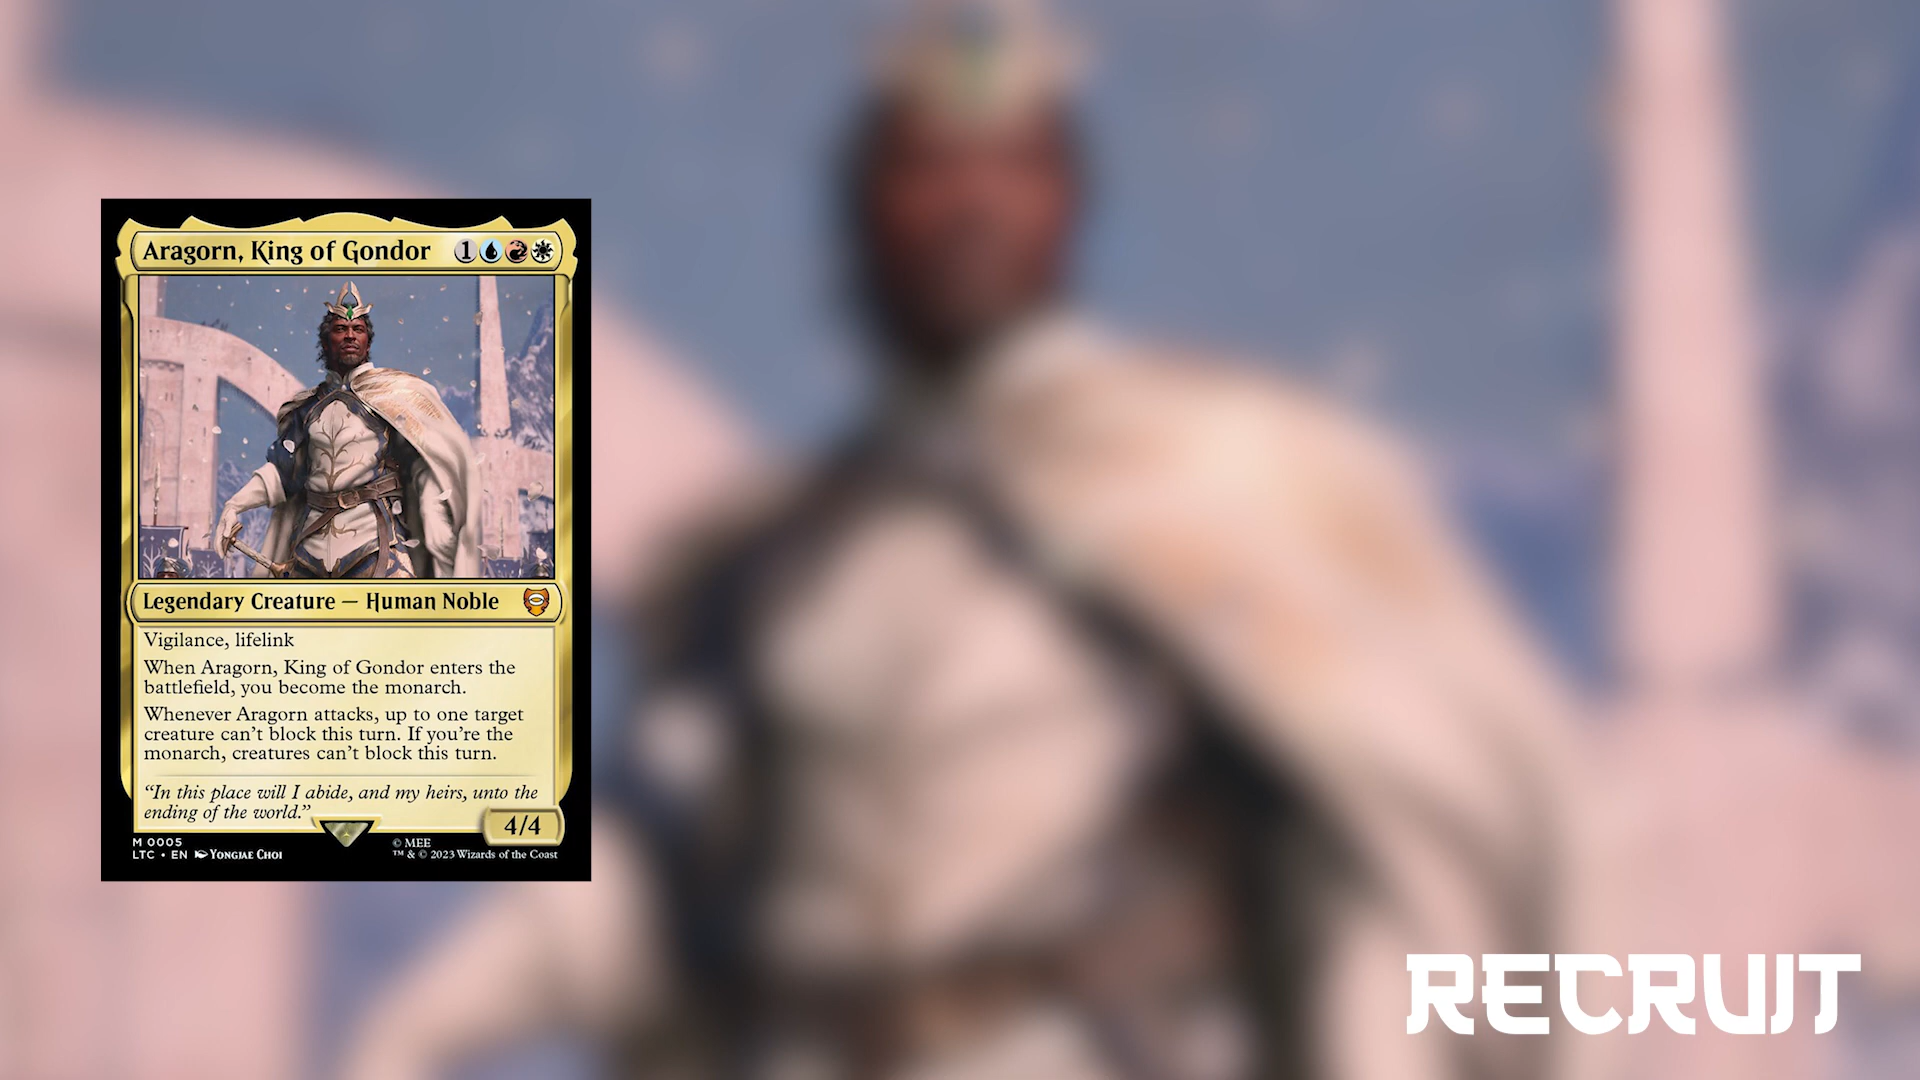 Aragorn, King of Gondor 1
Legendary Creature — Human Noble
Vigilance, lifelink
When Aragorn, King of Gondor enters the
battlefield, you become the monarch.
Whenever Aragorn attacks, up to one target
creature can't block this turn. If you're the
monarch, creatures can't block this turn.
“In this place will I abide, and my heirs, unto the
ending of the world.”
4/4
M 0005
LTC • EN Yongjae Choi
© MEE
™ & © 2023 Wizards of the Coast
RECRUIT